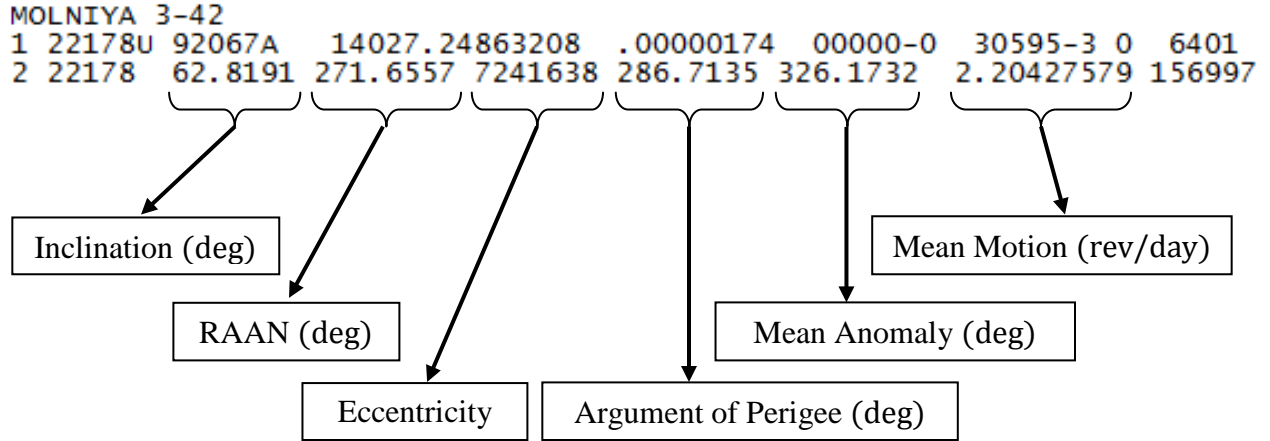 MOLNIYA 3-42
1 22178U 92067A 14027.24863208 .00000174 00000-0 30595-3 0 6401
2 22178 62.8191 271.6557 7241638 286.7135 326.1732 2.20427579 156997
Inclination (deg)
Mean Motion (rev/day)
RAAN (deg)
Mean Anomaly (deg)
Eccentricity
Argument of Perigee (deg)